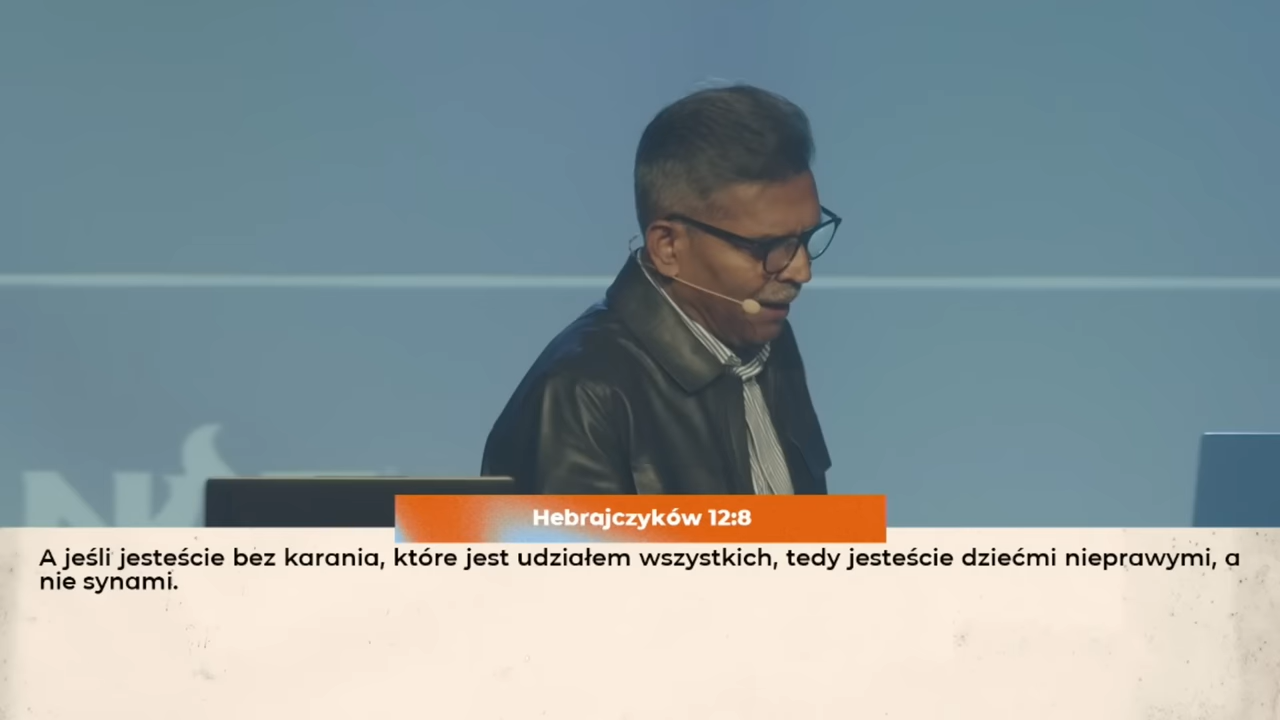 Hebrajczyków 12:8
A jeśli jesteście bez karania, które jest udziałem wszystkich, tedy jesteście dziećmi nieprawymi, a
nie synami.